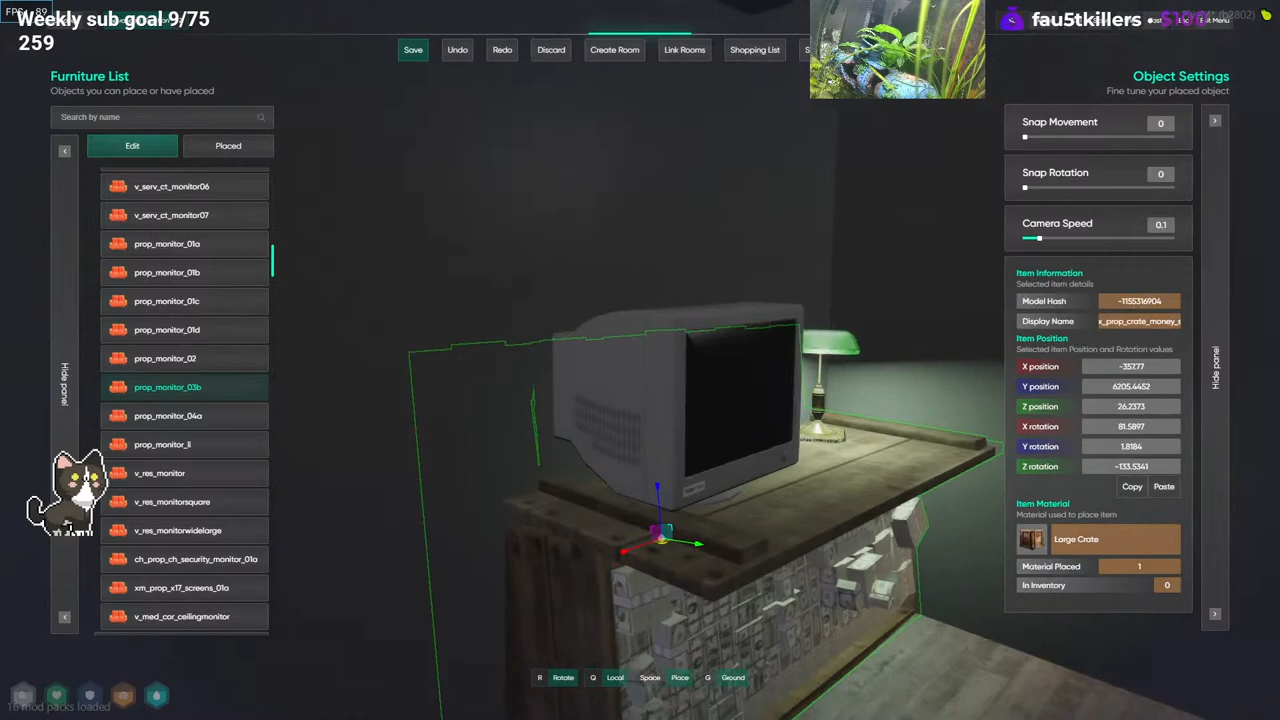 Weekly sub goal 9/75
259
fau5tkillers
Save
Undo
Redo
Discard
Create Room
Link Rooms
Shopping List
Furniture List
Objects you can place or have placed
Search by name
Edit
Placed
Hide panel
v_serv_ct_monitor06
v_serv_ct_monitor07
prop_monitor_01a
prop_monitor_01b
prop_monitor_01c
prop_monitor_01d
prop_monitor_02
prop_monitor_03b
prop_monitor_04a
prop_monitor_li
v_res_monitor
v_res_monitorsquare
v_res_monitorwidelarge
ch_prop_ch_security_monitor_01a
xm_prop_x17_screens_01a
v_med_cor_ceilingmonitor
16 mod packs loaded
R Rotate Q Local Space Place G Ground
Object Settings
Fine tune your placed object
Snap Movement 0
Snap Rotation 0
Camera Speed 0.1
Item Information
Selected item details
Model Hash -1155316904
Display Name x_prop_crate_money_s
Item Position
Selected item Position and Rotation values
X position -357.77
Y position 6205.4452
Z position 26.2373
X rotation 81.5897
Y rotation 1.8184
Z rotation -133.5341
Copy Paste
Item Material
Material used to place item
Large Crate
Material Placed 1
In Inventory 0
Hide panel